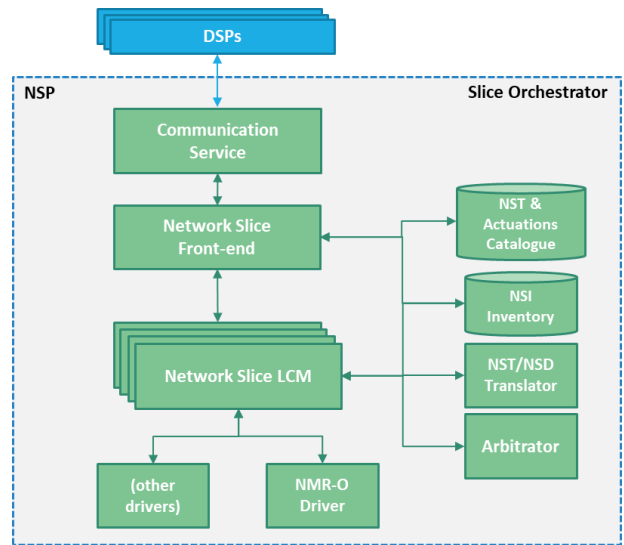 DSPs
NSP
Slice Orchestrator
Communication
Service
Network Slice
Front-end
NST &
Actuations
Catalogue
NSI
Inventory
Network Slice LCM
NST/NSD
Translator
Arbitrator
(other
drivers)
NMR-O
Driver